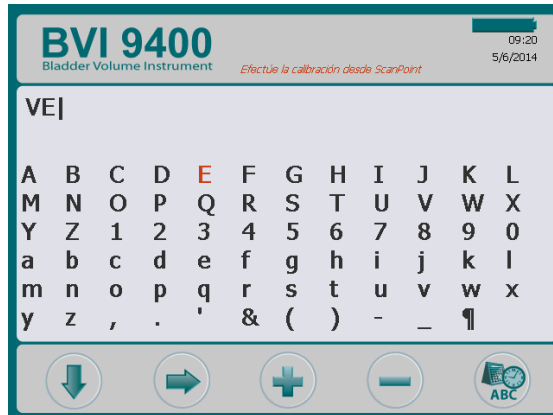 BVI 9400
Bladder Volume Instrument
Efectúe la calibración desde ScanPoint
09:20
5/6/2014
VE|
A B C D E F G H I J K L
M N O P Q R S T U V W X
Y Z 1 2 3 4 5 6 7 8 9 0
a b c d e f g h i j k l
m n o p q r s t u v w x
y z , . ' & ( ) - _ ¶
ABC